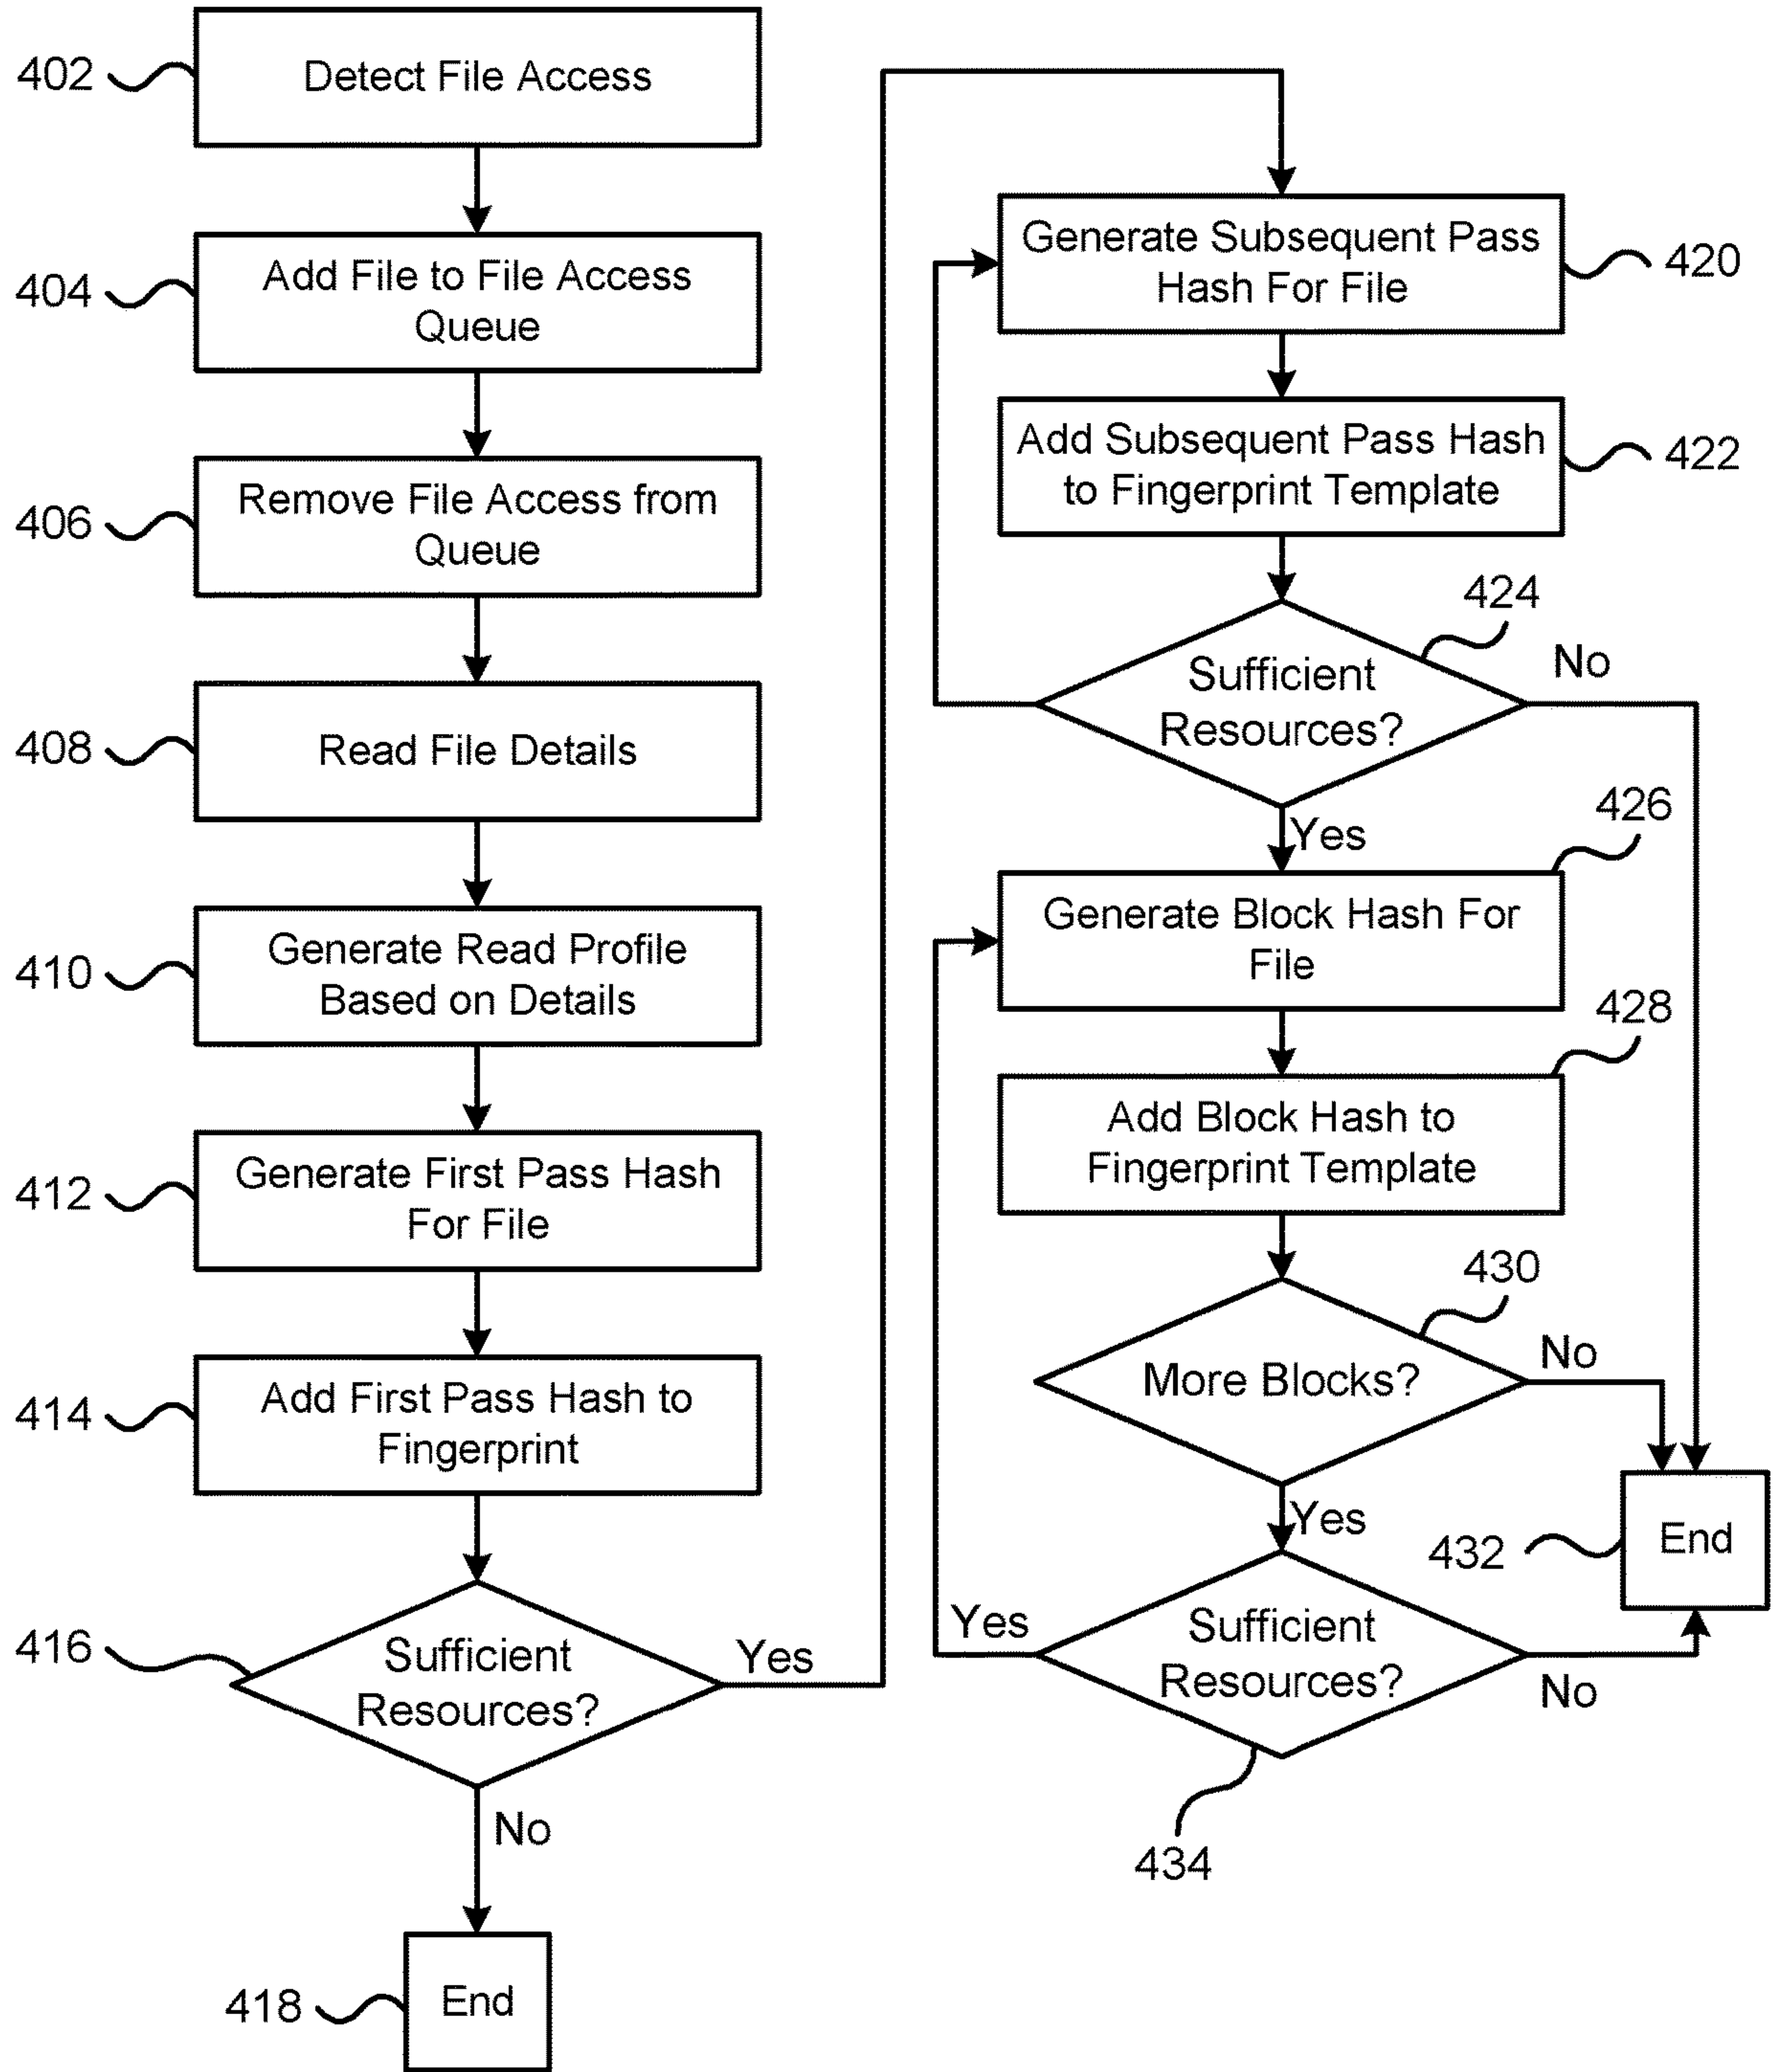 402
Detect File Access
404
Add File to File Access
Queue
406
Remove File Access from
Queue
408
Read File Details
410
Generate Read Profile
Based on Details
412
Generate First Pass Hash
For File
414
Add First Pass Hash to
Fingerprint
416
Sufficient
Resources?
Yes
No
418
End
Generate Subsequent Pass
Hash For File
420
Add Subsequent Pass Hash
to Fingerprint Template
422
424
Sufficient
Resources?
No
Yes
426
Generate Block Hash For
File
428
Add Block Hash to
Fingerprint Template
430
More Blocks?
No
Yes
432
End
Sufficient
Resources?
Yes
No
434